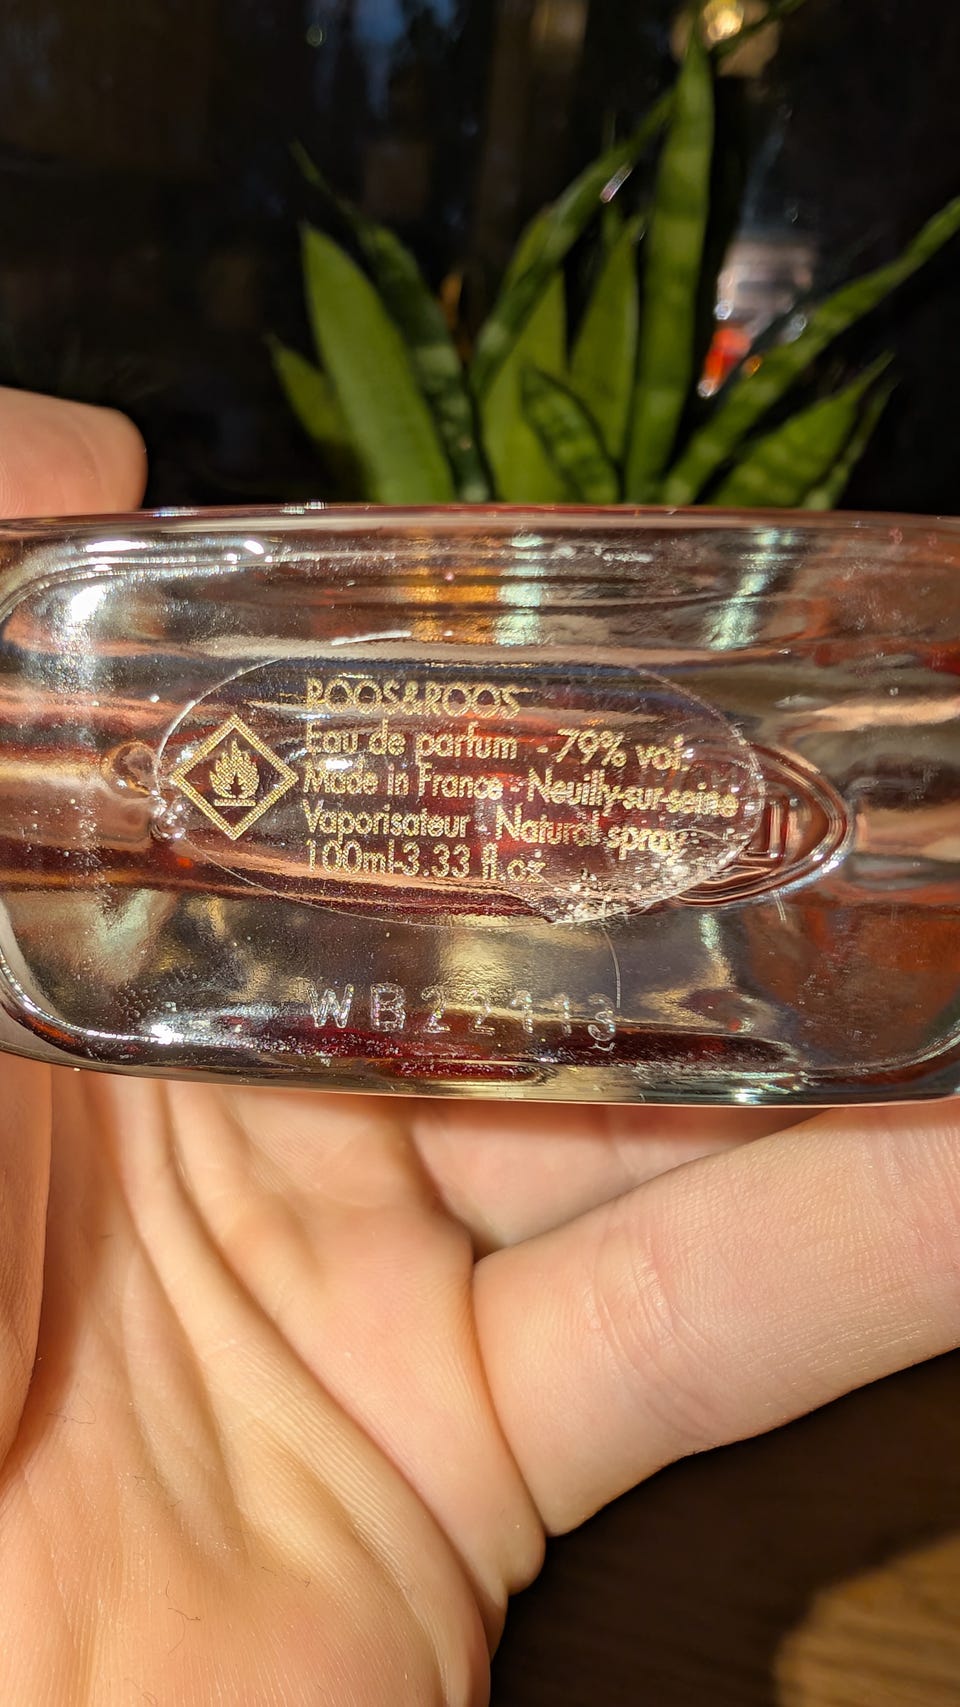 ROOS&ROOS
Eau de parfum - 79% vol.
Made in France - Neuilly-sur-seine
Vaporisateur - Natural spray
100ml-3.33 fl.oz
WB22113